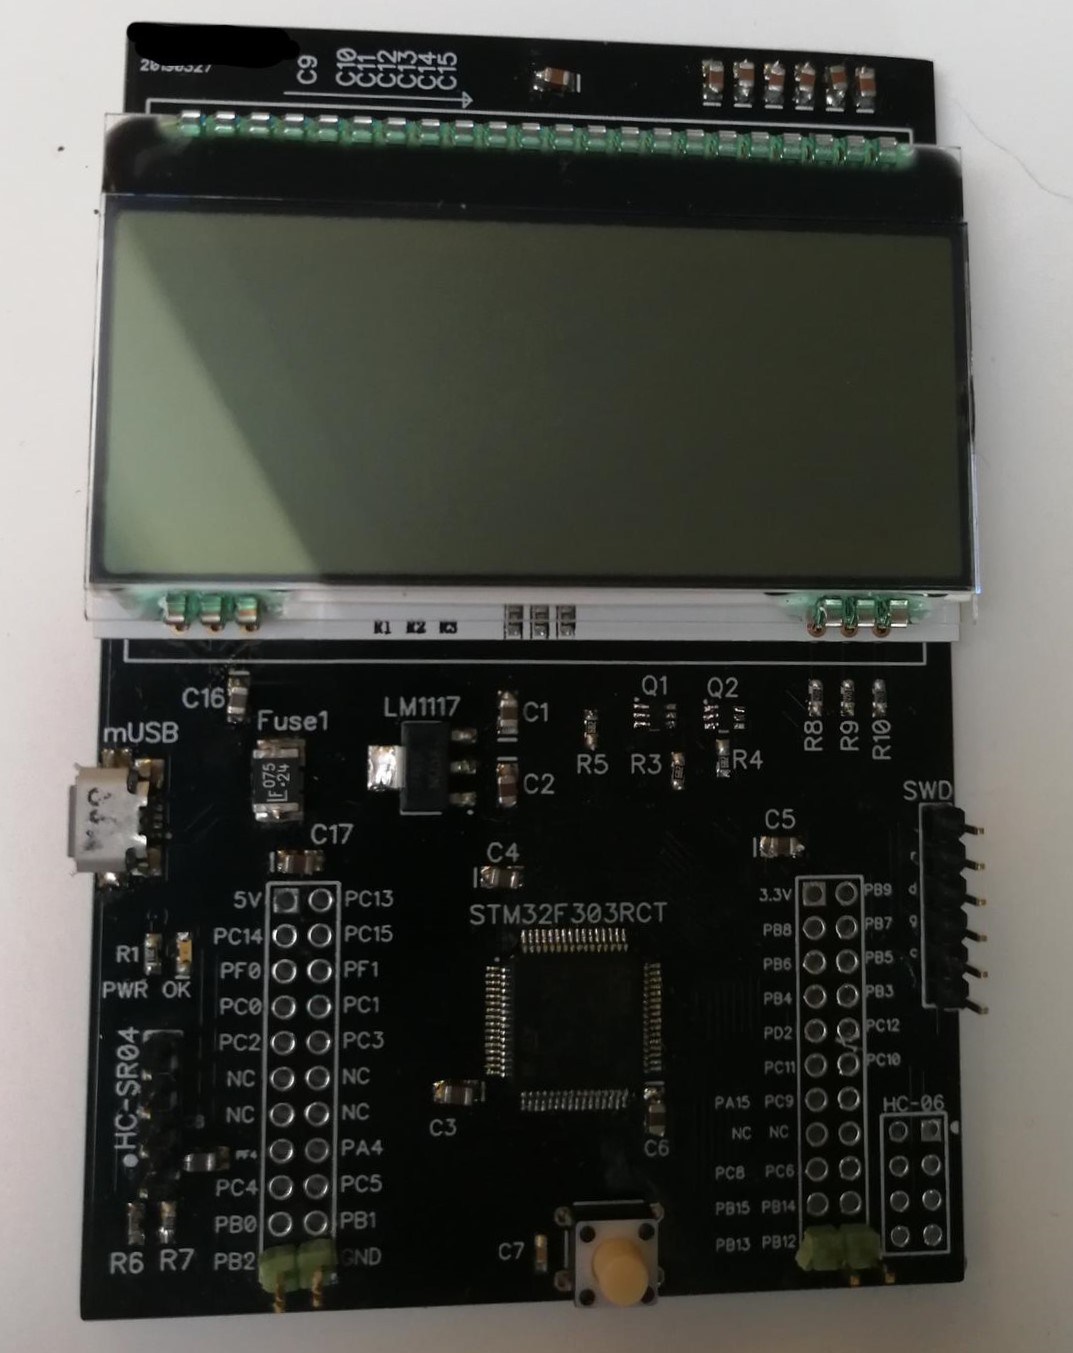 20190327
C9
C10
C11
C12
C13
C14
C15
K1 K2 K3
C16
mUSB
Fuse1
F 075
24
LM1117
C1
C2
Q1
Q2
R5
R3
R4
R8
R9
R10
SWD
C17
C4
C5
STM32F303RCT
5V PC13
PC14 PC15
PF0 PF1
PC0 PC1
PC2 PC3
NC NC
NC NC
PF4 PA4
PC4 PC5
PB0 PB1
PB2 GND
R1
PWR OK
HC-SR04
R6 R7
C3
C6
C7
3.3V PB9
PB8 PB7
PB6 PB5
PB4 PB3
PD2 PC12
PC11 PC10
PA15 PC9
NC NC
PC8 PC6
PB15 PB14
PB13 PB12
HC-06